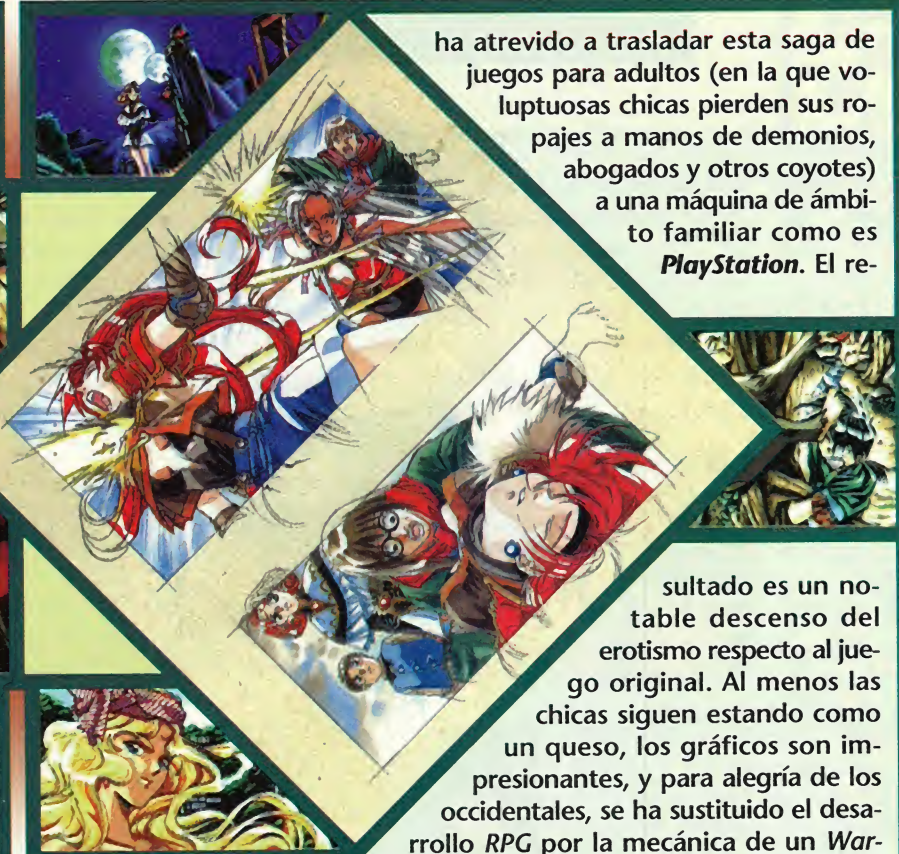 ha atrevido a trasladar esta saga de
juegos para adultos (en la que vo-
luptuosas chicas pierden sus ro-
pajes a manos de demonios,
abogados y otros coyotes)
a una máquina de ámbi-
to familiar como es
PlayStation. El re-
sultado es un no-
table descenso del
erotismo respecto al jue-
go original. Al menos las
chicas siguen estando como
un queso, los gráficos son im-
presionantes, y para alegría de los
occidentales, se ha sustituido el desa-
rrollo RPG por la mecánica de un War-